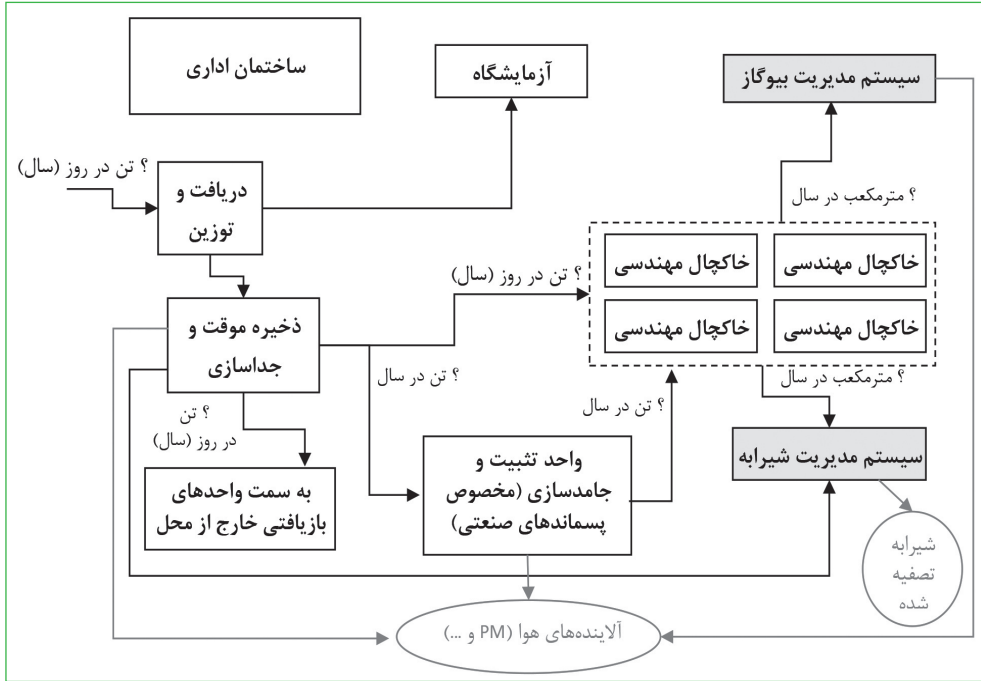 ساختمان اداری
آزمایشگاه
سیستم مدیریت بیوگاز
؟ تن در روز (سال)
دریافت و
توزین
؟ مترمکعب در سال
خاکچال مهندسی
خاکچال مهندسی
؟ تن در روز (سال)
ذخیره موقت و
جداسازی
خاکچال مهندسی
خاکچال مهندسی
؟ تن در سال
؟ مترمکعب در سال
؟ تن در سال
؟ تن
در روز (سال)
سیستم مدیریت شیرابه
واحد تثبیت و
جامدسازی (مخصوص
پسماندهای صنعتی)
به سمت واحدهای
بازیافتی خارج از محل
شیرابه
تصفیه
شده
آلاینده‌های هوا (PM و ...)